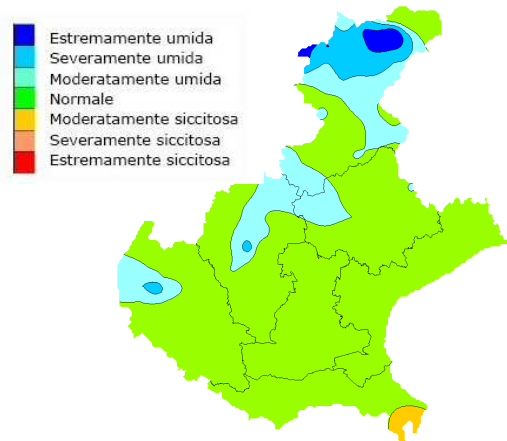 Estremamente umida
Severamente umida
Moderatamente umida
Normale
Moderatamente siccitosa
Severamente siccitosa
Estremamente siccitosa